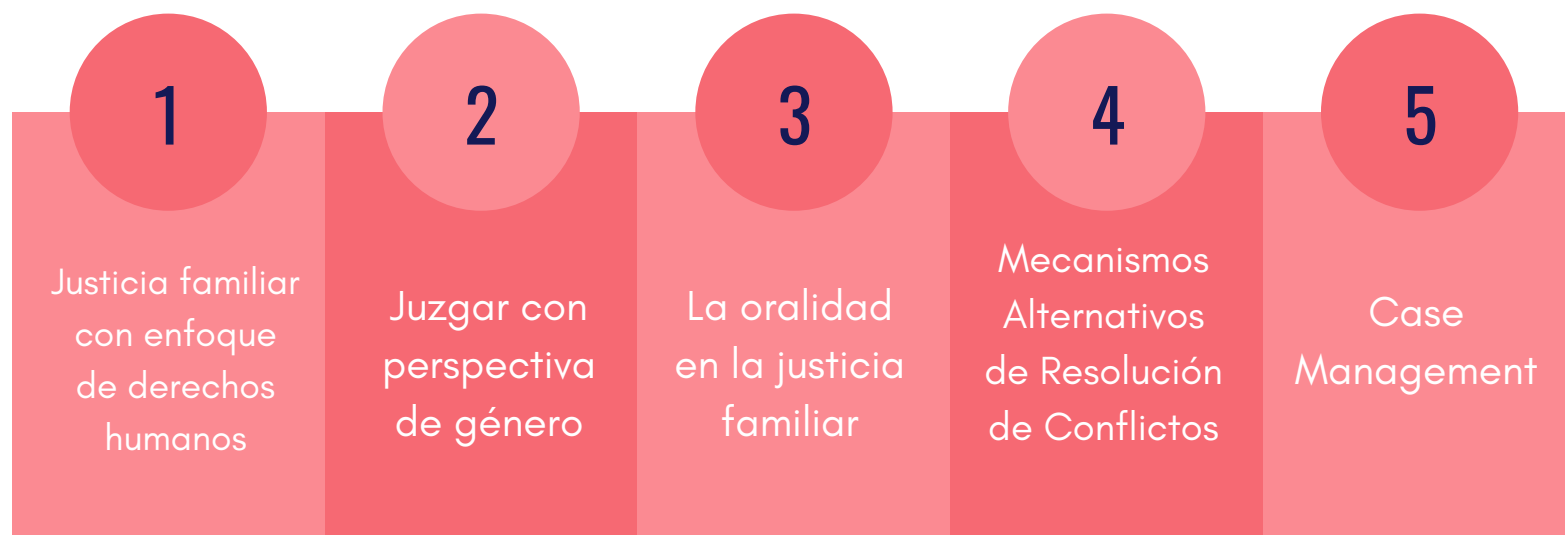 1
Justicia familiar
con enfoque
de derechos
humanos
2
Juzgar con
perspectiva
de género
3
La oralidad
en la justicia
familiar
4
Mecanismos
Alternativos
de Resolución
de Conflictos
5
Case
Management